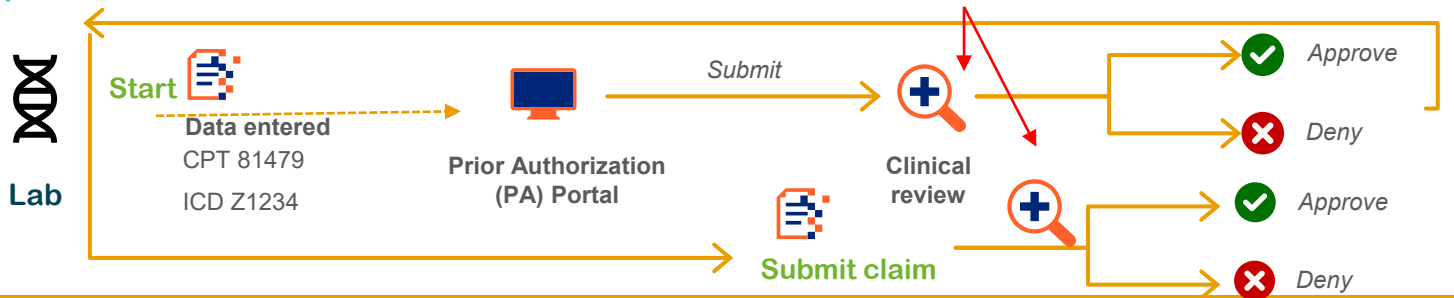 Start
Data entered
CPT 81479
ICD Z1234
Lab
Prior Authorization
(PA) Portal
Submit
Clinical
review
Approve
Deny
Submit claim
Approve
Deny